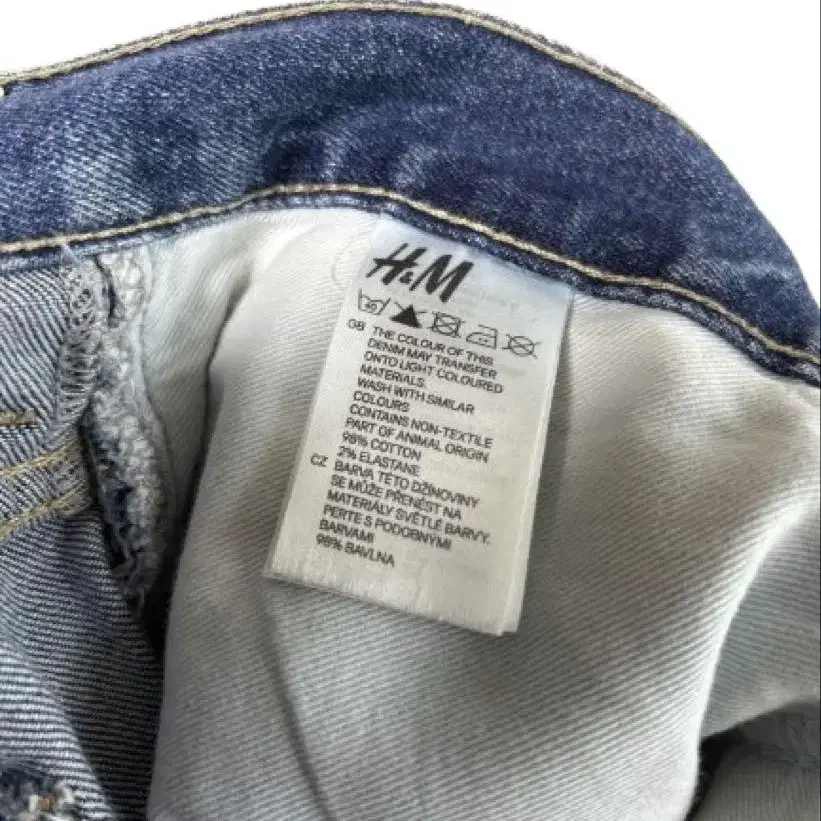 H&M
GB THE COLOUR OF THIS
DENIM MAY TRANSFER
ONTO LIGHT COLOURED
MATERIALS.
WASH WITH SIMILAR
COLOURS
CONTAINS NON-TEXTILE
PART OF ANIMAL ORIGIN
98% COTTON
2% ELASTANE
CZ BARVA TÉTO DŽÍNOVINY
SE MŮŽE PŘENÉST NA
MATERIÁLY SVĚTLÉ BARVY.
PERTE S PODOBNÝMI
BARVAMI
98% BAVLNA